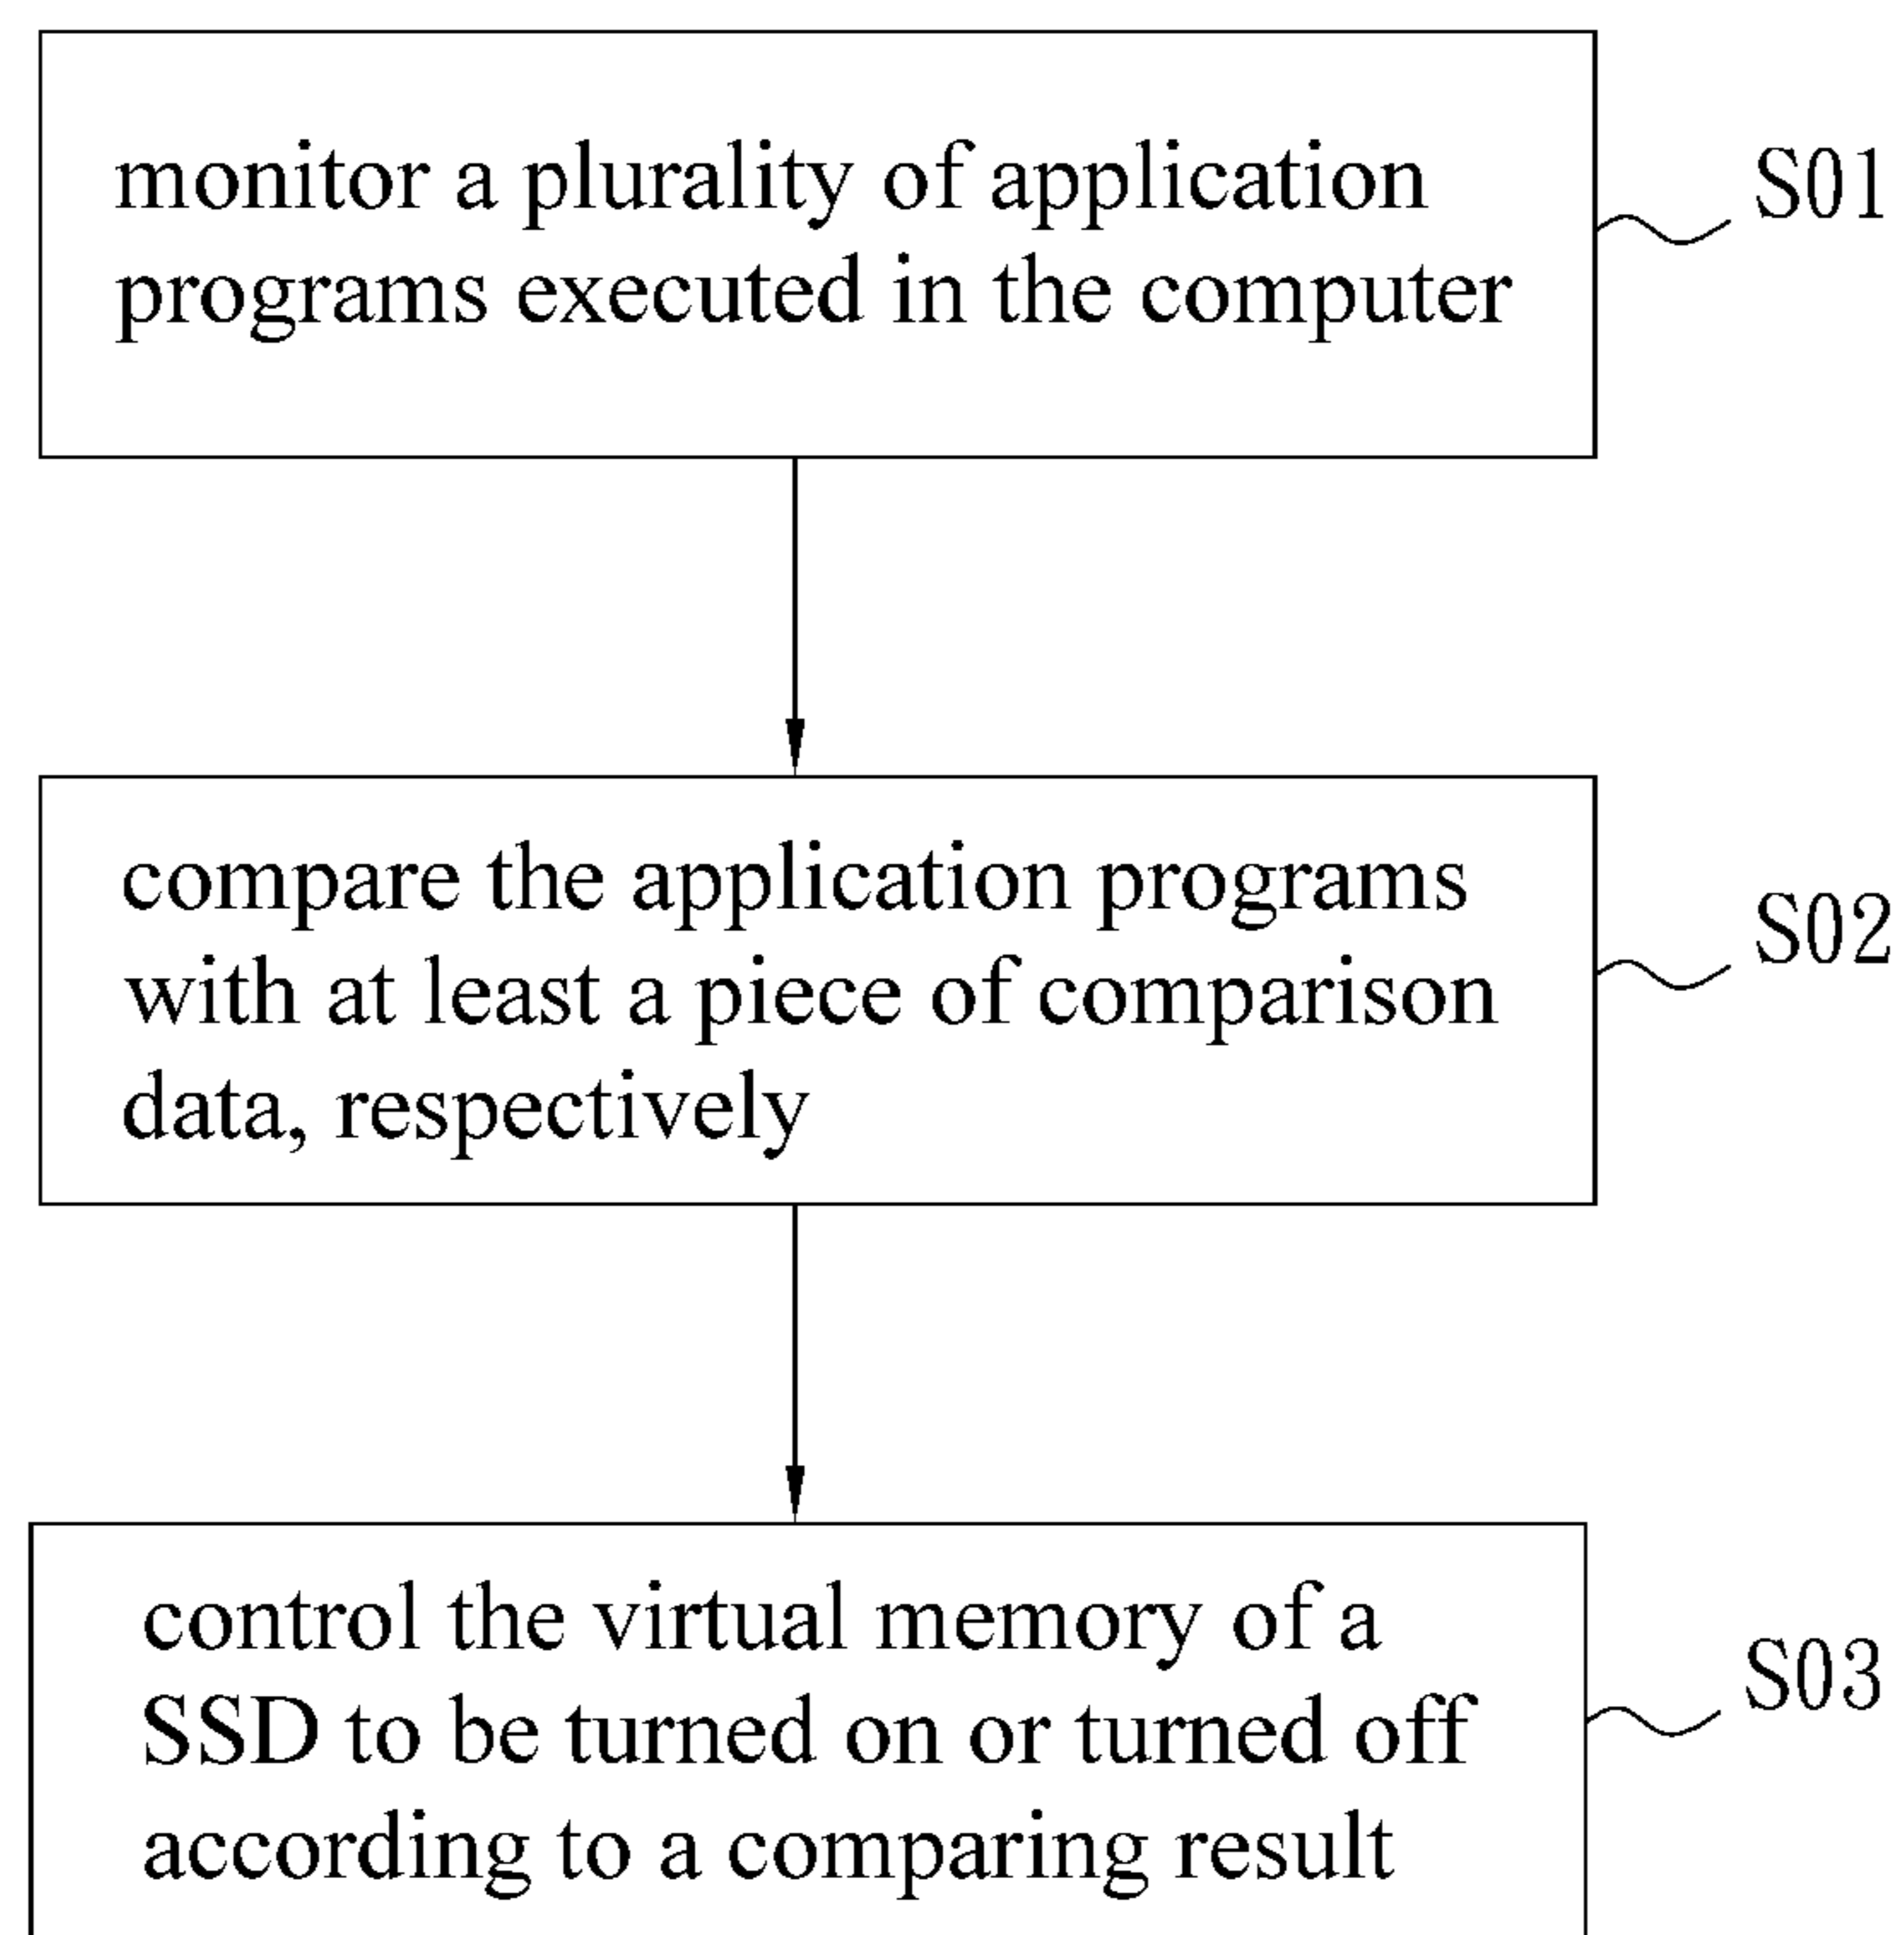 monitor a plurality of application
programs executed in the computer
S01
compare the application programs
with at least a piece of comparison
data, respectively
S02
control the virtual memory of a
SSD to be turned on or turned off
according to a comparing result
S03